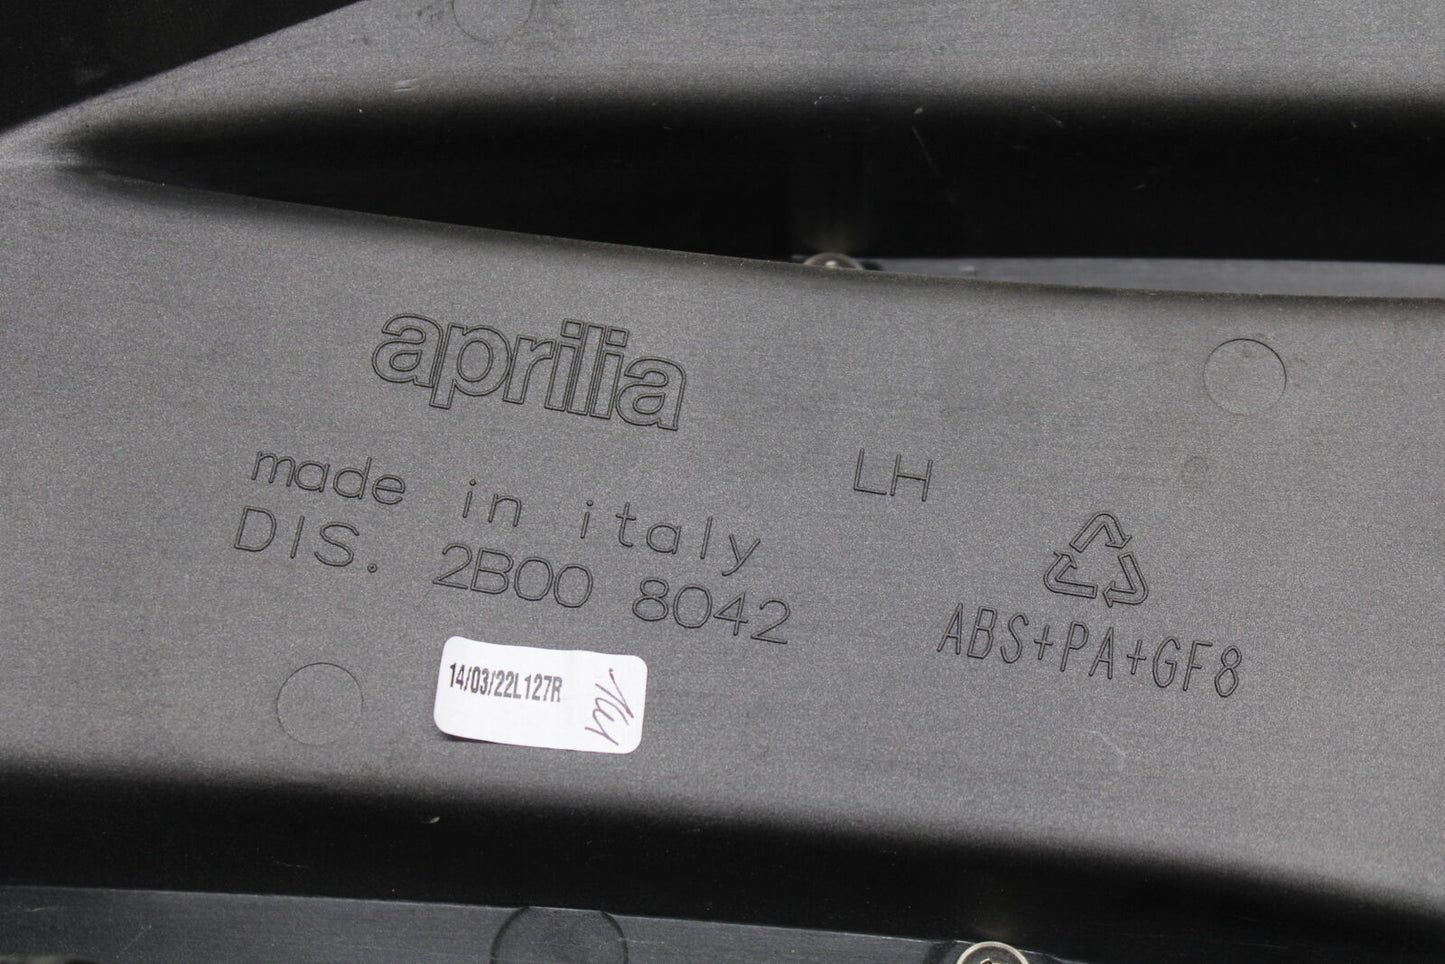 aprilia
LH
made in italy
DIS. 2B00 8042
ABS+PA+GF8
14/03/22L127R